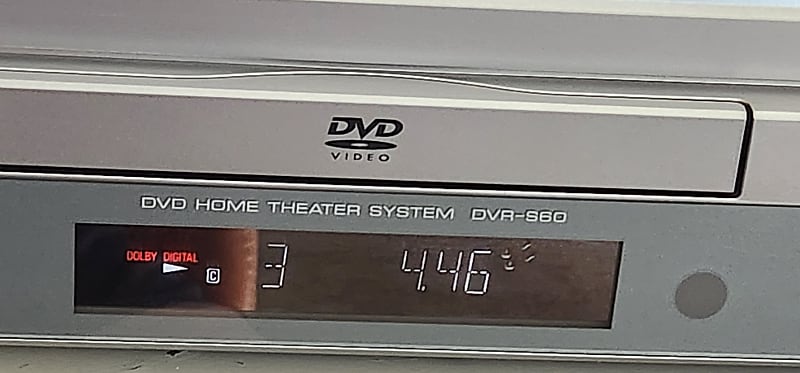 DVD
VIDEO
DVD HOME THEATER SYSTEM DVR-S60
DOLBY DIGITAL
C
3 4.46